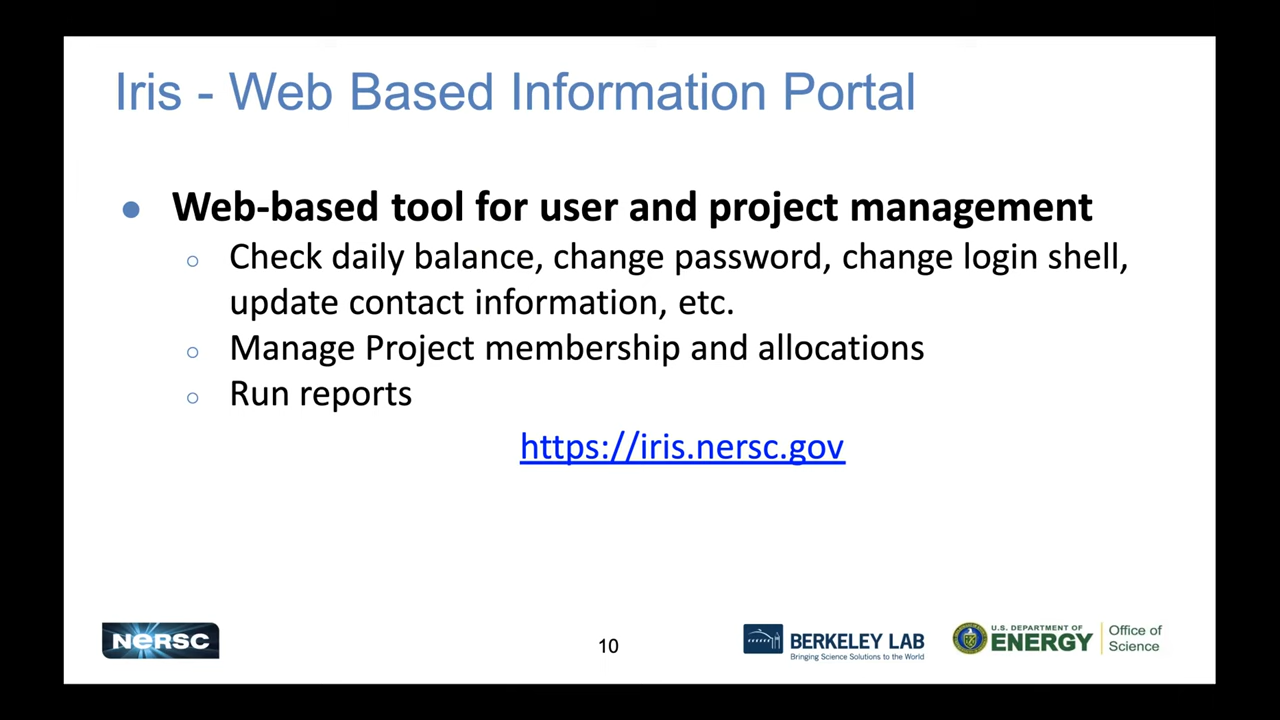 Iris - Web Based Information Portal
● Web-based tool for user and project management
○ Check daily balance, change password, change login shell,
update contact information, etc.
○ Manage Project membership and allocations
○ Run reports
https://iris.nersc.gov
NERSC
10
BERKELEY LAB
Bringing Science Solutions to the World
U.S. DEPARTMENT OF
ENERGY
Office of
Science